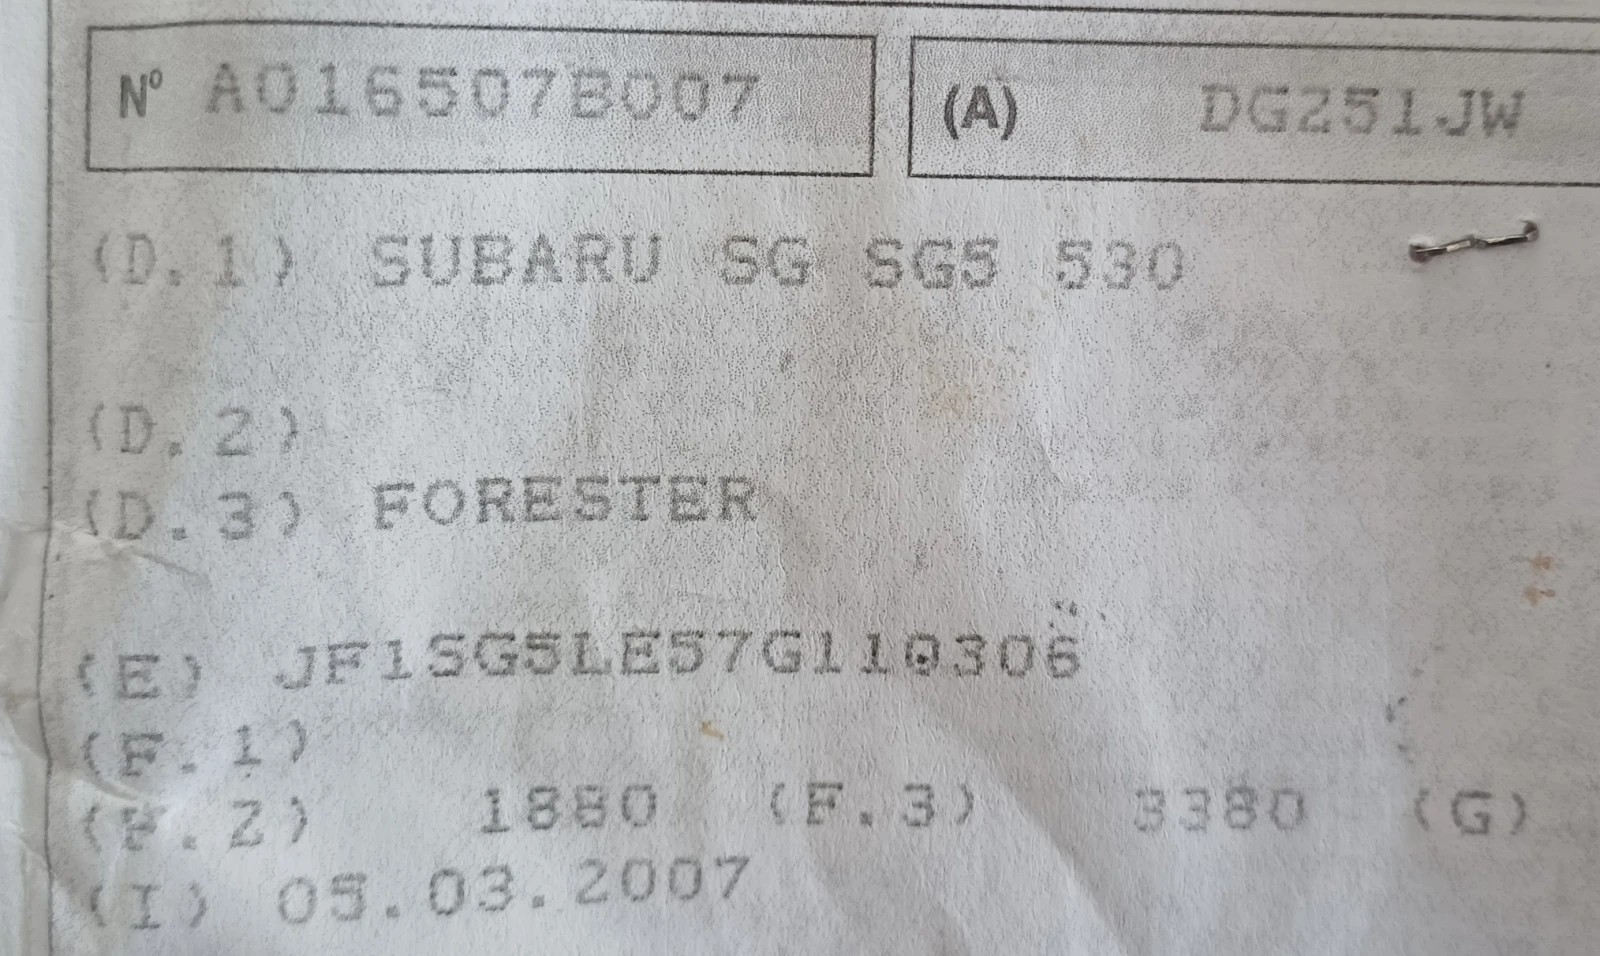 Nº A016507B007 (A) DG251JW
(D.1) SUBARU SG SG5 530
(D.2)
(D.3) FORESTER
(E) JF1SG5LE57G110306
(F.1)
(F.2) 1880 (F.3) 3380 (G)
(I) 05.03.2007